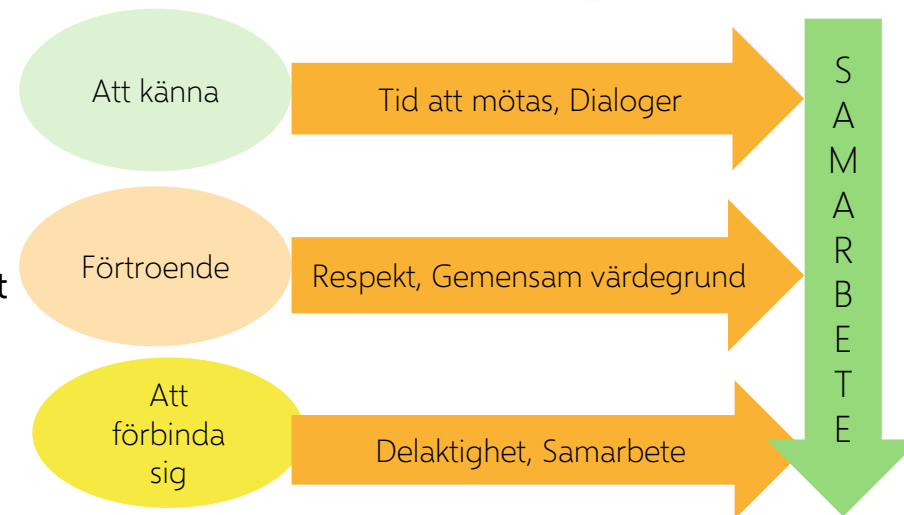 Att känna
Tid att mötas, Dialoger
Förtroende
t
Respekt, Gemensam värdegrund
Att
förbinda
sig
Delaktighet, Samarbete
S
A
M
A
R
B
E
T
E